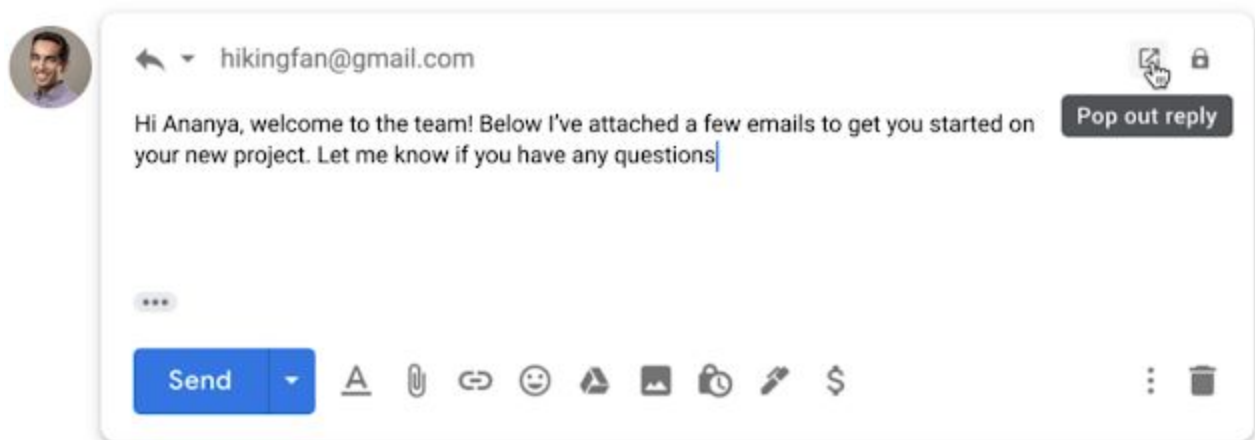 hikingfan@gmail.com
Pop out reply
Hi Ananya, welcome to the team! Below I've attached a few emails to get you started on
your new project. Let me know if you have any questions
Send